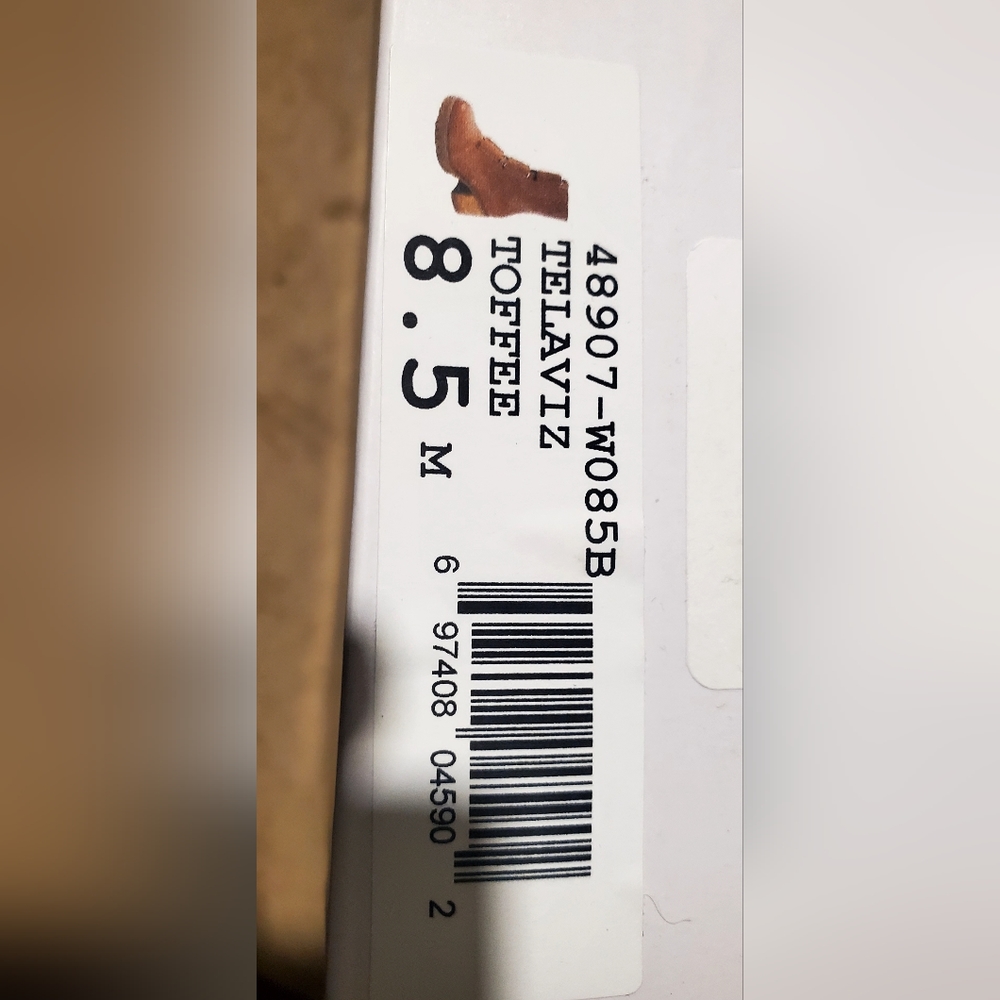 48907-W085B
TELAVIZ
TOFFEE
8.5 M
6 97408 04590 2